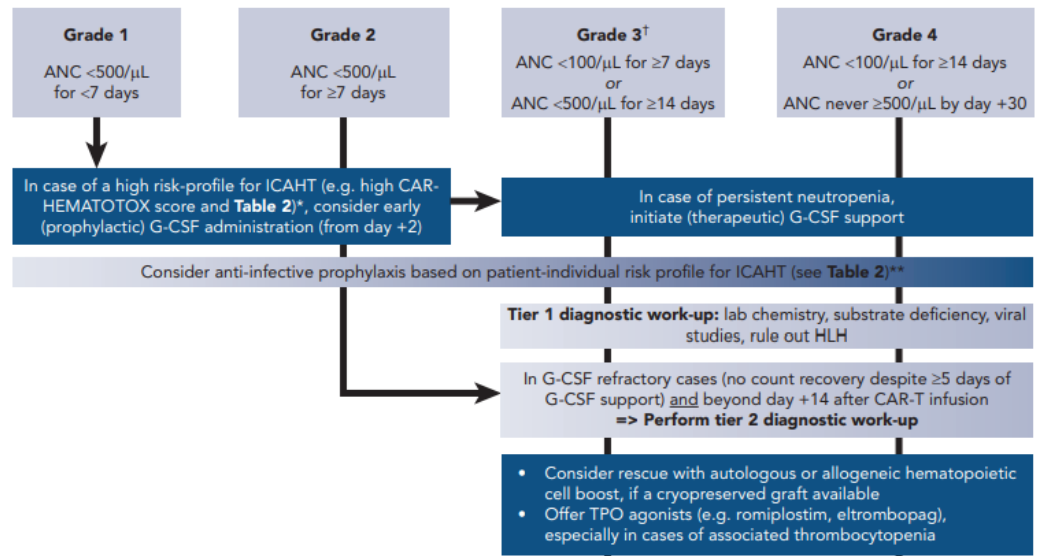 Grade 1
ANC <500/μL
for <7 days
Grade 2
ANC <500/μL
for ≥7 days
Grade 3†
ANC <100/μL for ≥7 days
or
ANC <500/μL for ≥14 days
Grade 4
ANC <100/μL for ≥14 days
or
ANC never ≥500/μL by day +30
In case of a high risk-profile for ICAHT (e.g. high CAR-
HEMATOTOX score and Table 2)*, consider early
(prophylactic) G-CSF administration (from day +2)
In case of persistent neutropenia,
initiate (therapeutic) G-CSF support
Consider anti-infective prophylaxis based on patient-individual risk profile for ICAHT (see Table 2)**
Tier 1 diagnostic work-up: lab chemistry, substrate deficiency, viral
studies, rule out HLH
In G-CSF refractory cases (no count recovery despite ≥5 days of
G-CSF support) and beyond day +14 after CAR-T infusion
=> Perform tier 2 diagnostic work-up
• Consider rescue with autologous or allogeneic hematopoietic
cell boost, if a cryopreserved graft available
• Offer TPO agonists (e.g. romiplostim, eltrombopag),
especially in cases of associated thrombocytopenia